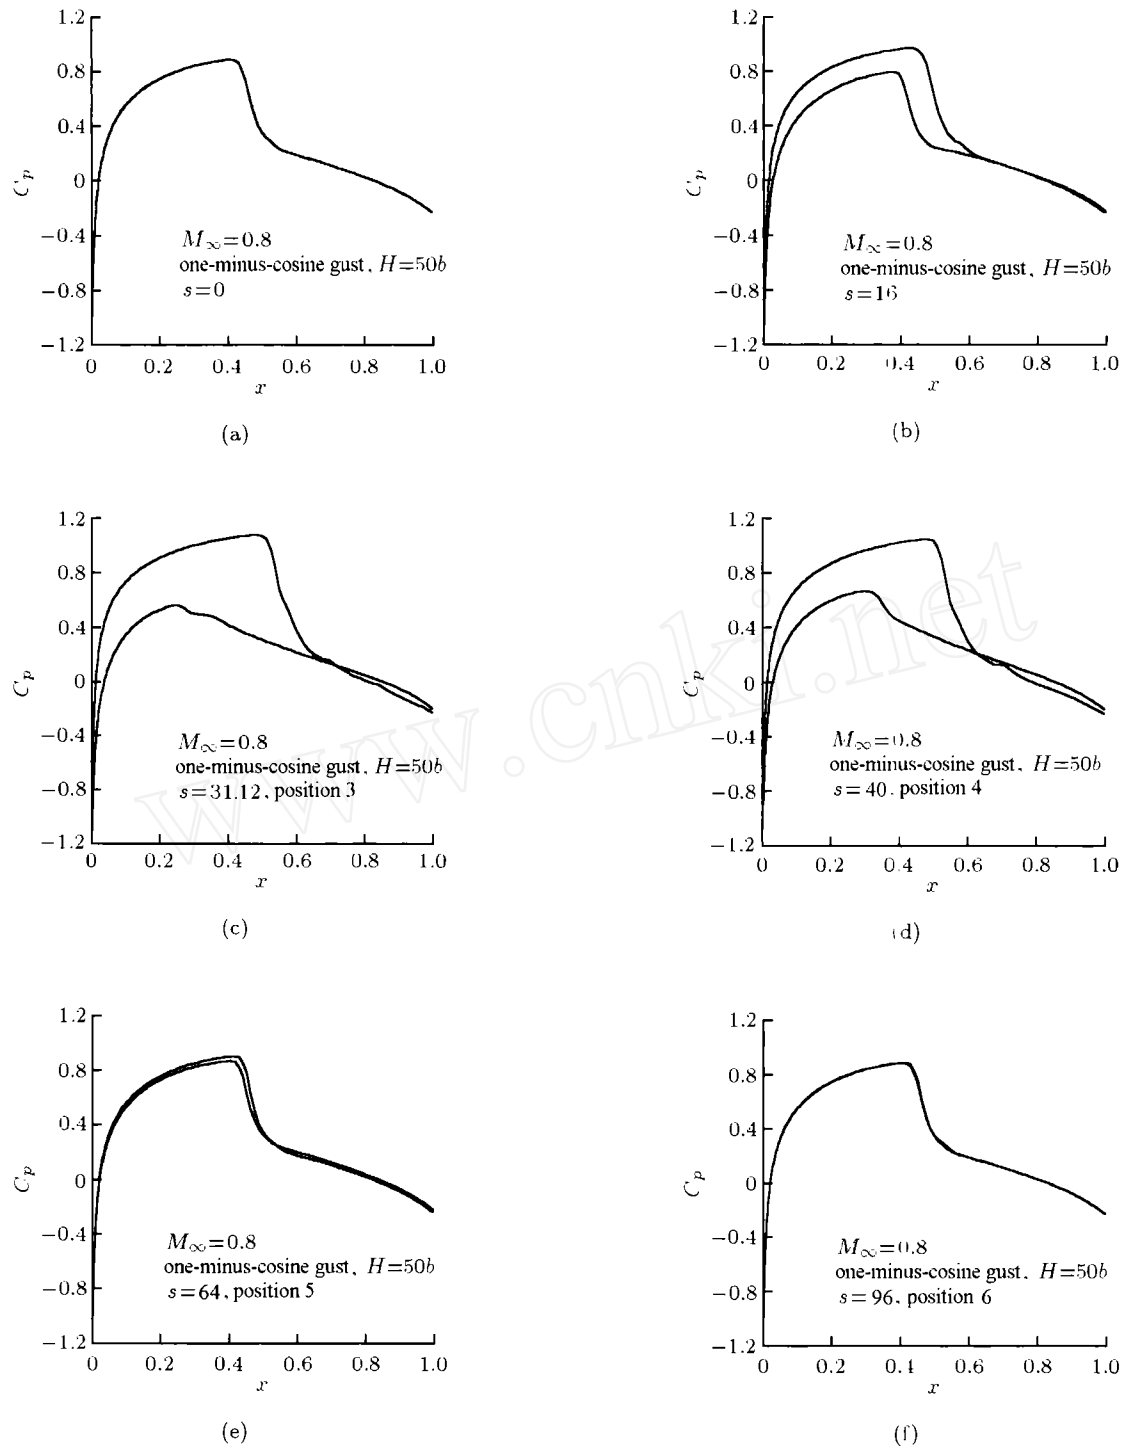 1.2
0.8
0.4
0
−0.4
−0.8
−1.2
C_p
M∞=0.8
one-minus-cosine gust, H=50b
s=0
0 0.2 0.4 0.6 0.8 1.0
x
(a)
1.2
0.8
0.4
0
−0.4
−0.8
−1.2
C_p
M∞=0.8
one-minus-cosine gust, H=50b
s=16
0 0.2 0.4 0.6 0.8 1.0
x
(b)
1.2
0.8
0.4
0
−0.4
−0.8
−1.2
C_p
M∞=0.8
one-minus-cosine gust, H=50b
s=31.12, position 3
0 0.2 0.4 0.6 0.8 1.0
x
(c)
1.2
0.8
0.4
0
−0.4
−0.8
−1.2
C_p
M∞=0.8
one-minus-cosine gust, H=50b
s=40, position 4
0 0.2 0.4 0.6 0.8 1.0
x
(d)
www.cnki.net
1.2
0.8
0.4
0
−0.4
−0.8
−1.2
C_p
M∞=0.8
one-minus-cosine gust, H=50b
s=64, position 5
0 0.2 0.4 0.6 0.8 1.0
x
(e)
1.2
0.8
0.4
0
−0.4
−0.8
−1.2
C_p
M∞=0.8
one-minus-cosine gust, H=50b
s=96, position 6
0 0.2 0.4 0.6 0.8 1.0
x
(f)